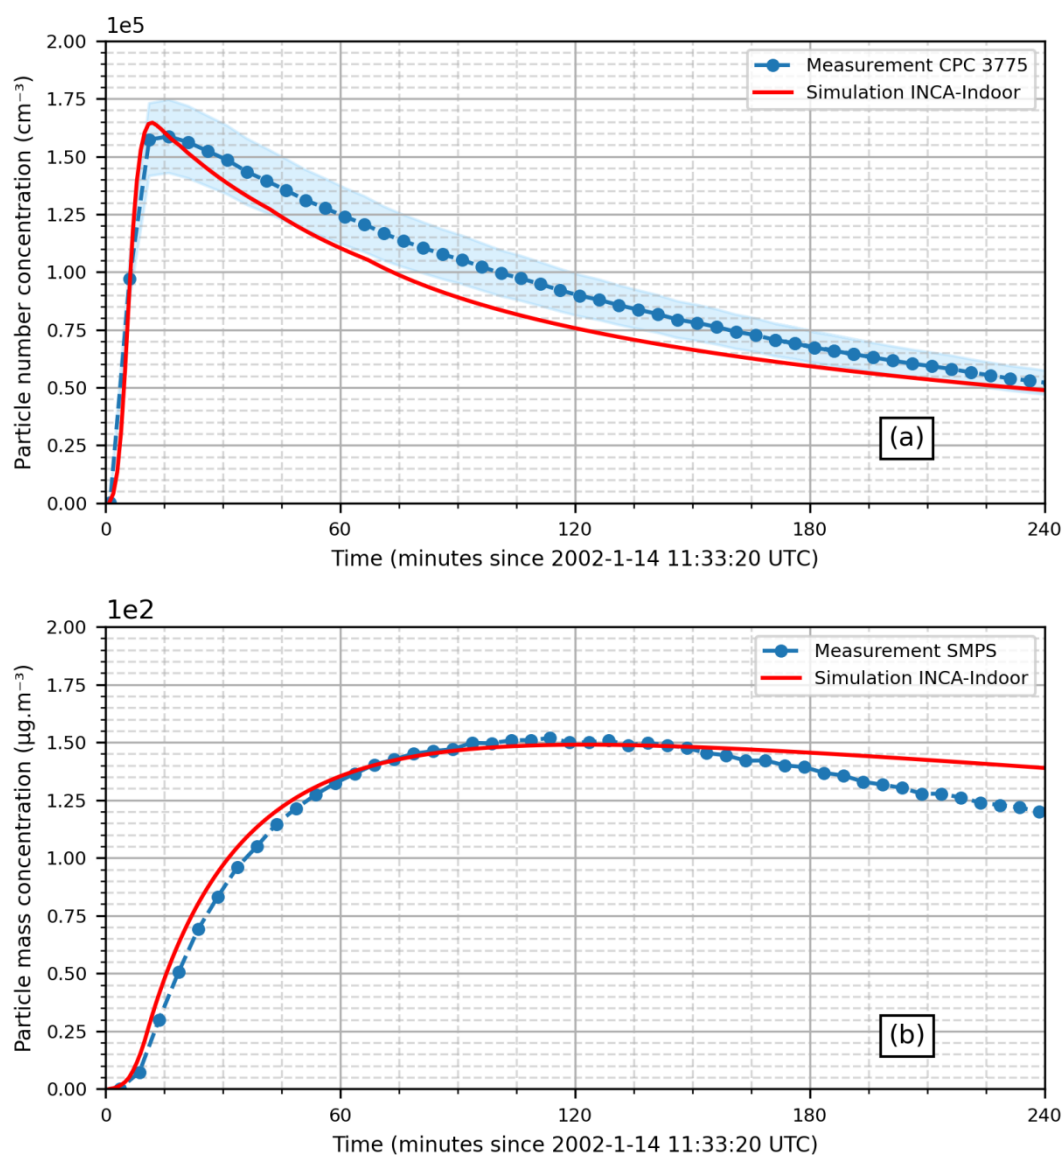 1e5
2.00
1.75
1.50
1.25
1.00
0.75
0.50
0.25
0.00
Particle number concentration (cm⁻³)
Measurement CPC 3775
Simulation INCA-Indoor
(a)
0 60 120 180 240
Time (minutes since 2002-1-14 11:33:20 UTC)
1e2
2.00
1.75
1.50
1.25
1.00
0.75
0.50
0.25
0.00
Particle mass concentration (µg.m⁻³)
Measurement SMPS
Simulation INCA-Indoor
(b)
0 60 120 180 240
Time (minutes since 2002-1-14 11:33:20 UTC)